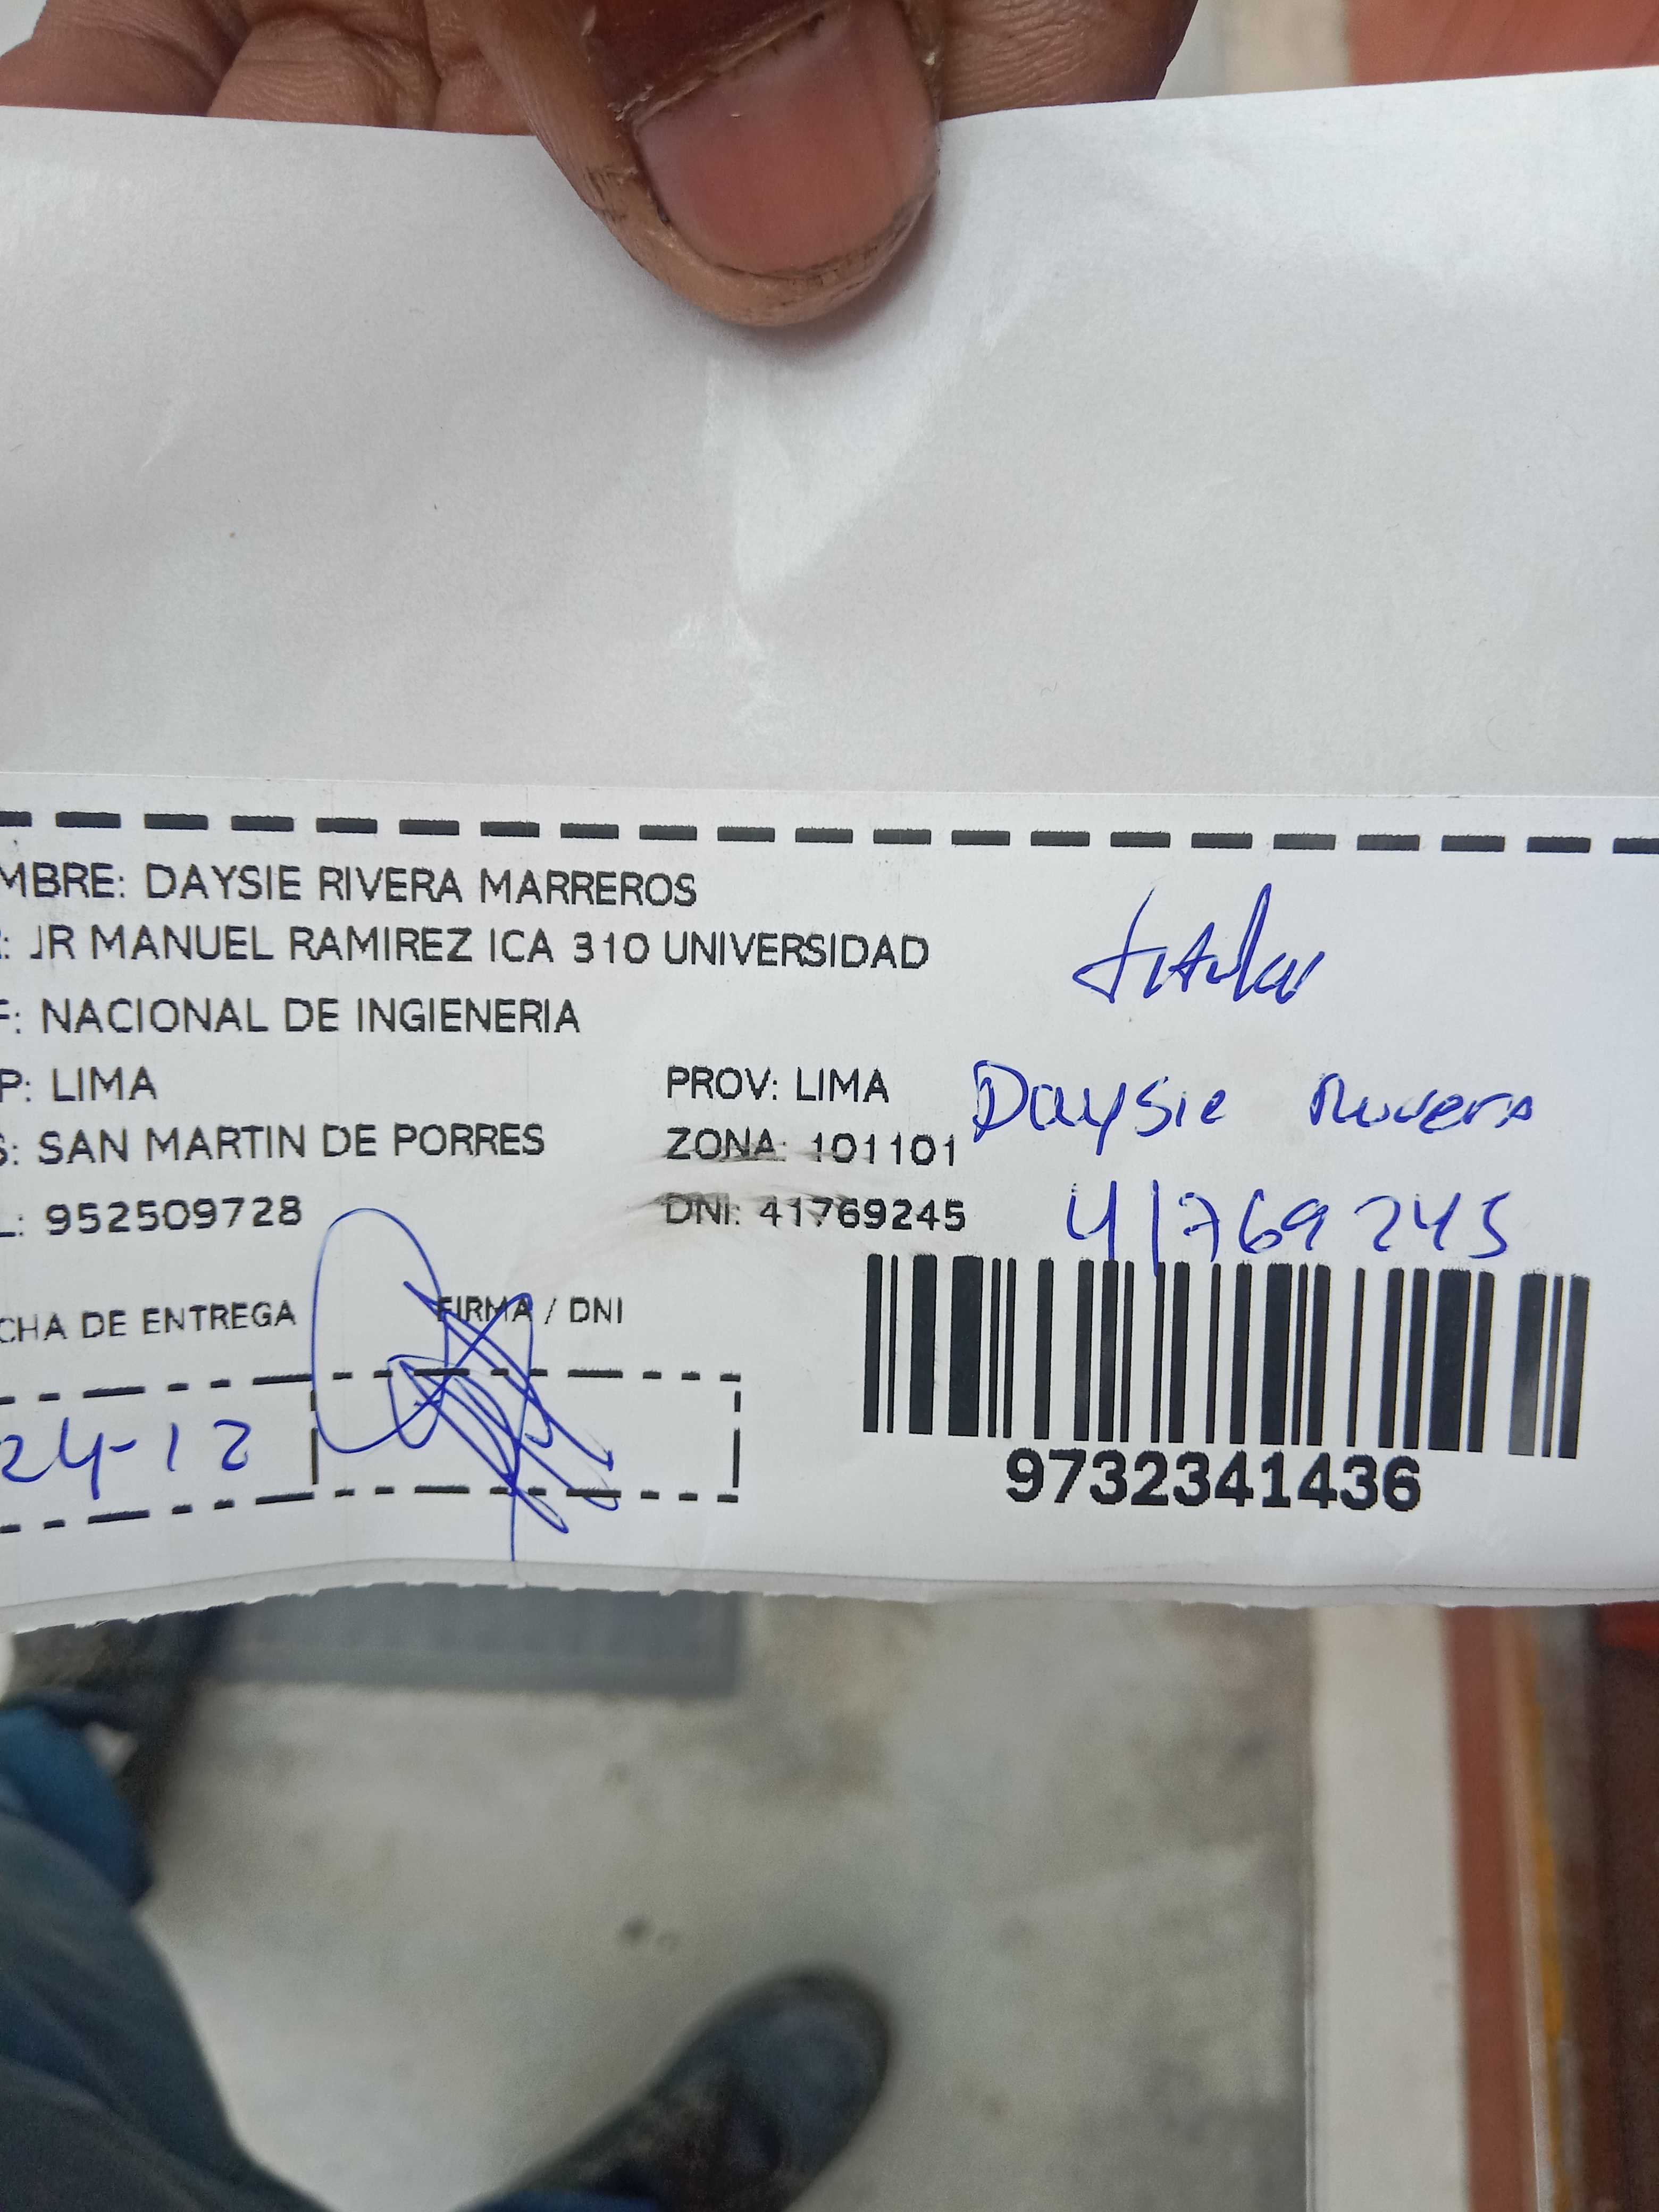 MBRE: DAYSIE RIVERA MARREROS
: JR MANUEL RAMIREZ ICA 310 UNIVERSIDAD
F: NACIONAL DE INGIENERIA
P: LIMA
PROV: LIMA
S: SAN MARTIN DE PORRES
ZONA: 101101
L: 952509728
DNI: 41769245
titular
Daysie Rivera
41769245
CHA DE ENTREGA
FIRMA / DNI
24-12
9732341436